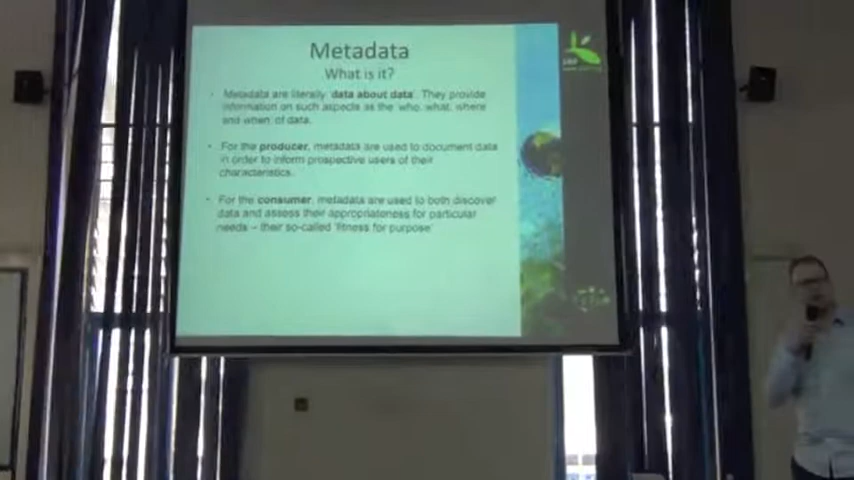 Metadata
What is it?
Metadata are literally 'data about data'. They provide
information on such aspects as the 'who, what, where
and when' of data.
For the producer, metadata are used to document data
in order to inform prospective users of their
characteristics.
For the consumer, metadata are used to both discover
data and assess their appropriateness for particular
needs – their so-called 'fitness for purpose'